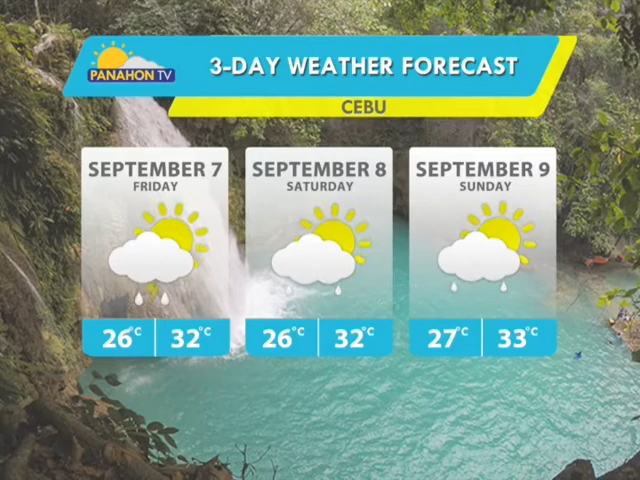 PANAHON TV
3-DAY WEATHER FORECAST
CEBU
SEPTEMBER 7
FRIDAY
26°C 32°C
SEPTEMBER 8
SATURDAY
26°C 32°C
SEPTEMBER 9
SUNDAY
27°C 33°C